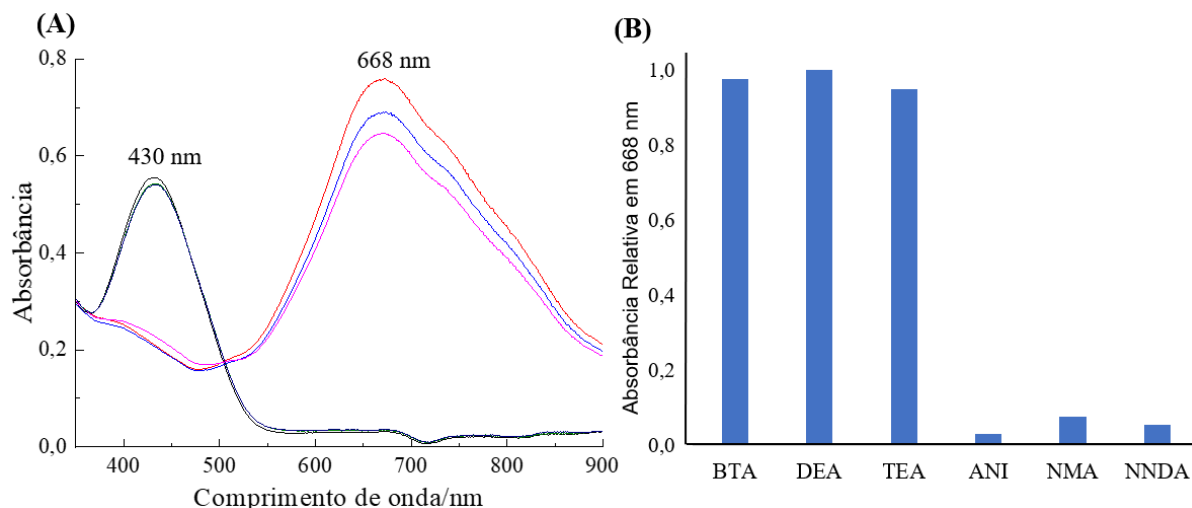 (A)
0,8
0,6
0,4
0,2
0,0
Absorbância
430 nm
668 nm
400 500 600 700 800 900
Comprimento de onda/nm
(B)
1,0
0,8
0,6
0,4
0,2
0,0
Absorbância Relativa em 668 nm
BTA DEA TEA ANI NMA NNDA